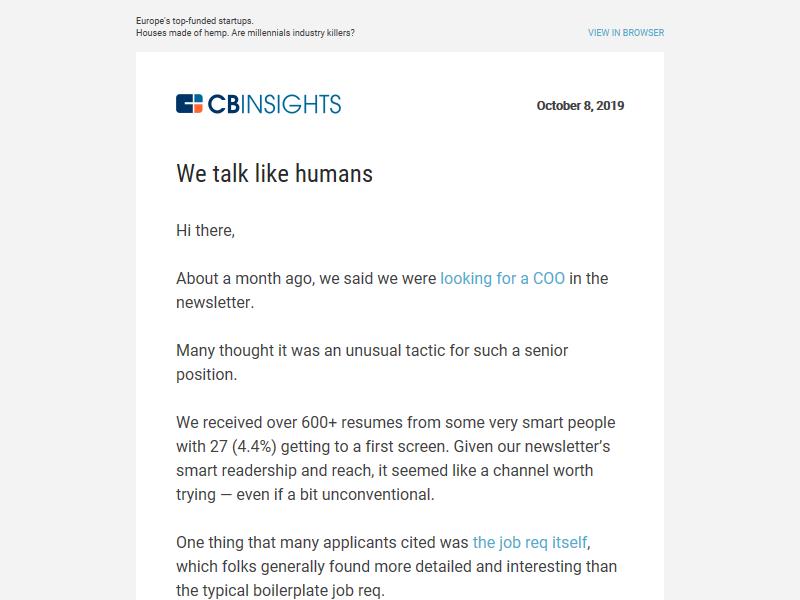 Europe's top-funded startups.
Houses made of hemp. Are millennials industry killers?
VIEW IN BROWSER
CBINSIGHTS
October 8, 2019
We talk like humans
Hi there,
About a month ago, we said we were looking for a COO in the
newsletter.
Many thought it was an unusual tactic for such a senior
position.
We received over 600+ resumes from some very smart people
with 27 (4.4%) getting to a first screen. Given our newsletter's
smart readership and reach, it seemed like a channel worth
trying — even if a bit unconventional.
One thing that many applicants cited was the job req itself,
which folks generally found more detailed and interesting than
the typical boilerplate job req.